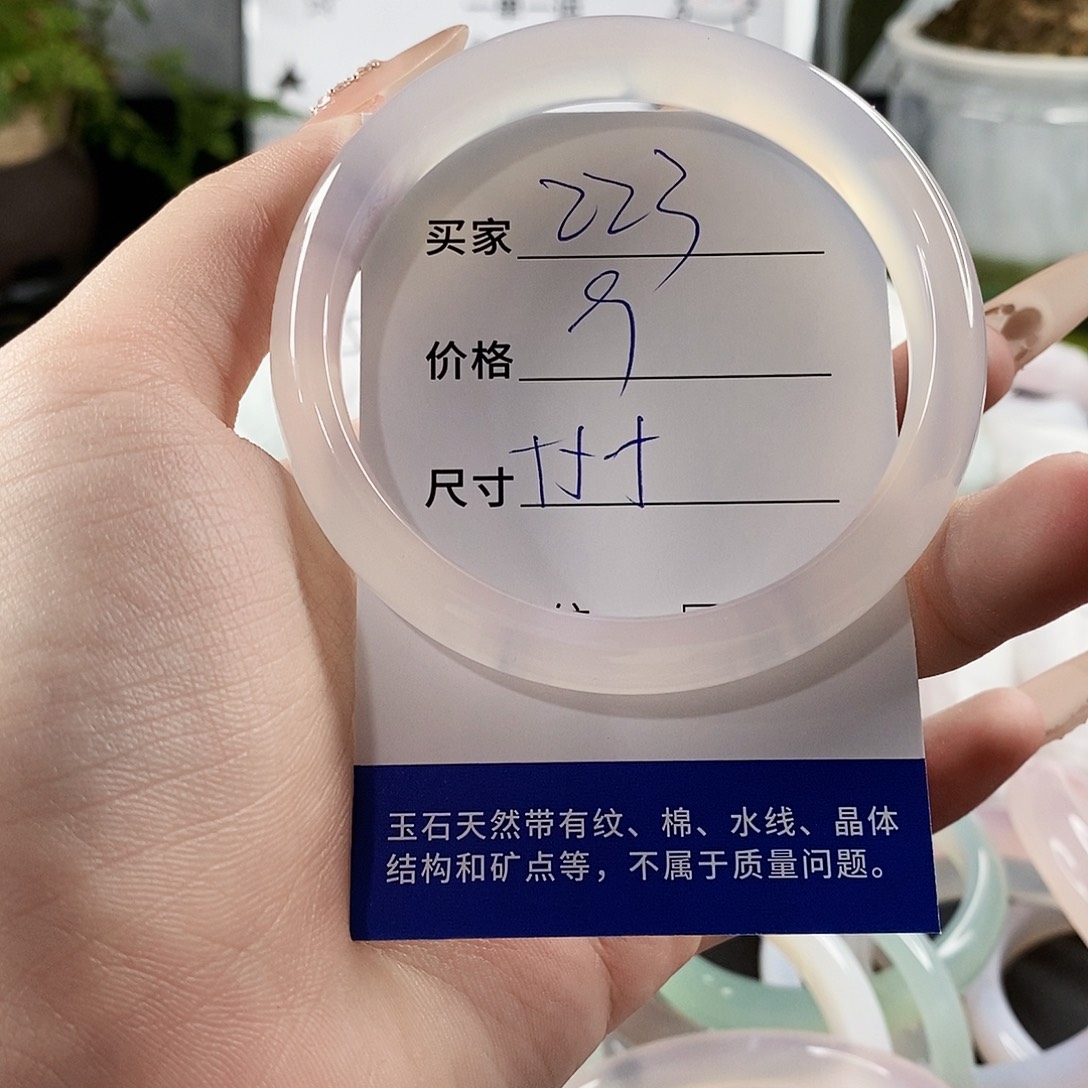 买家 223
价格 9
尺寸
玉石天然带有纹、棉、水线、晶体
结构和矿点等，不属于质量问题。